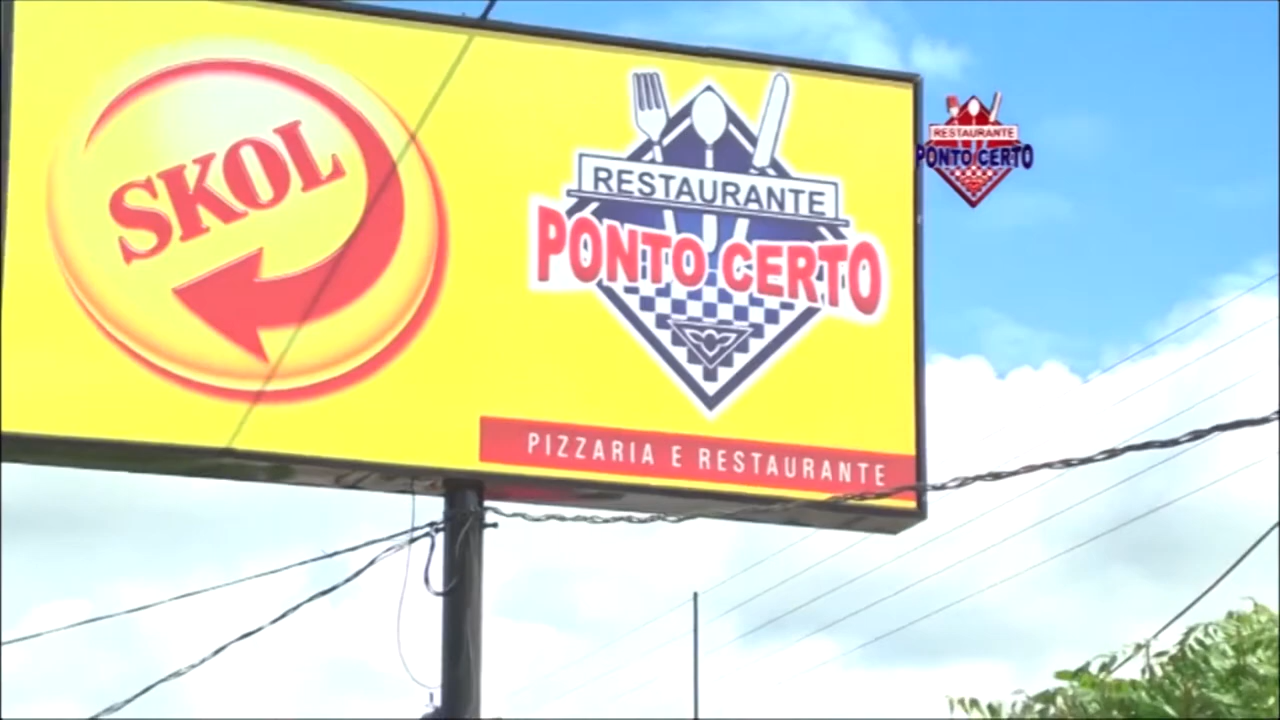 SKOL
RESTAURANTE
PONTO CERTO
PIZZARIA E RESTAURANTE
RESTAURANTE
PONTO CERTO